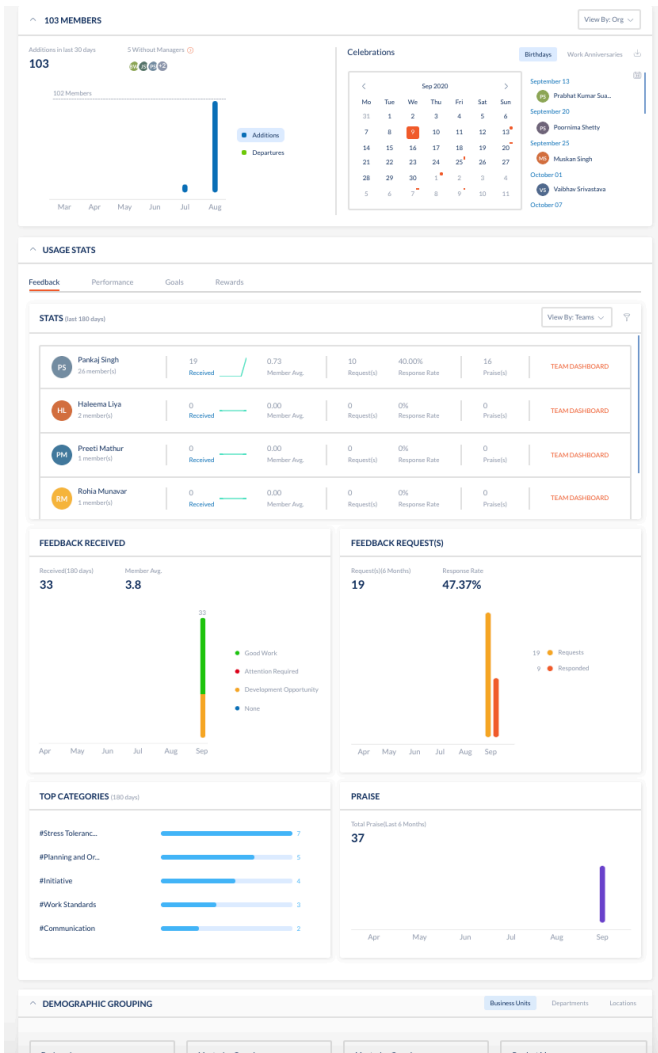 103 MEMBERS
View By: Org
Additions in last 30 days
103
5 Without Managers
+2
102 Members
Additions
Departures
Mar Apr May Jun Jul Aug
Celebrations
Birthdays Work Anniversaries
Sep 2020
Mo Tue We Thu Fri Sat Sun
31 1 2 3 4 5 6
7 8 9 10 11 12 13
14 15 16 17 18 19 20
21 22 23 24 25 26 27
28 29 30 1 2 3 4
5 6 7 8 9 10 11
September 13
PS Prabhat Kumar Sua...
September 20
PS Poornima Shetty
September 25
MS Muskan Singh
October 01
VS Vaibhav Srivastava
October 07
USAGE STATS
Feedback Performance Goals Rewards
STATS (last 180 days)
View By: Teams
PS Pankaj Singh 19 0.73 10 40.00% 16 TEAM DASHBOARD
26 member(s) Received Member Avg. Request(s) Response Rate Praise(s)
HL Haleema Liya 0 0.00 0 0% 0 TEAM DASHBOARD
2 member(s) Received Member Avg. Request(s) Response Rate Praise(s)
PM Preeti Mathur 0 0.00 0 0% 0 TEAM DASHBOARD
1 member(s) Received Member Avg. Request(s) Response Rate Praise(s)
RM Rohia Munavar 0 0.00 0 0% 0 TEAM DASHBOARD
1 member(s) Received Member Avg. Request(s) Response Rate Praise(s)
FEEDBACK RECEIVED
Received(180 days) Member Avg.
33 3.8
33
Good Work
Attention Required
Development Opportunity
None
Apr May Jun Jul Aug Sep
FEEDBACK REQUEST(S)
Request(s)(6 Months) Response Rate
19 47.37%
19 Requests
9 Responded
Apr May Jun Jul Aug Sep
TOP CATEGORIES (180 days)
#Stress Toleranc... 7
#Planning and Or... 5
#Initiative 4
#Work Standards 3
#Communication 2
PRAISE
Total Praise(Last 6 Months)
37
Apr May Jun Jul Aug Sep
DEMOGRAPHIC GROUPING
Business Units Departments Locations